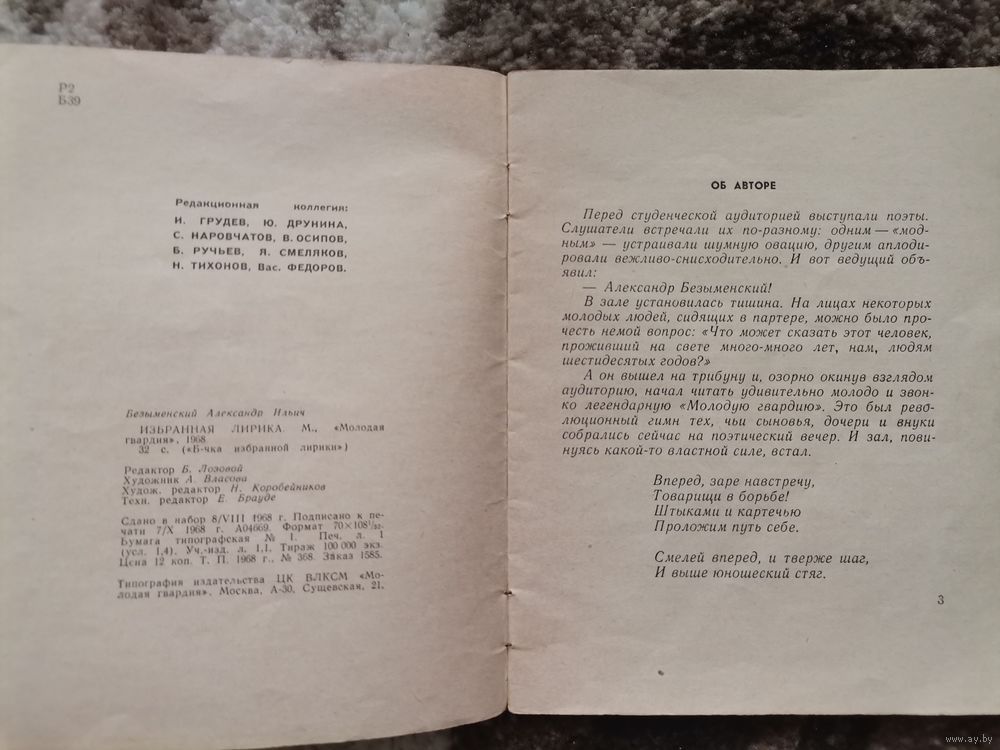 Р2
Б39
Редакционная коллегия:
И. ГРУДЕВ, Ю. ДРУНИНА,
С. НАРОВЧАТОВ, В. ОСИПОВ,
Б. РУЧЬЕВ, Я. СМЕЛЯКОВ,
Н. ТИХОНОВ, Вас. ФЕДОРОВ.
Безыменский Александр Ильич
ИЗБРАННАЯ ЛИРИКА. М., «Молодая
гвардия», 1968
32 с. («Б-чка избранной лирики»)
Редактор Б. Лозовой
Художник А. Власова
Худож. редактор Н. Коробейников
Техн. редактор Е. Брауде
Сдано в набор 8/VIII 1968 г. Подписано к пе-
чати 7/X 1968 г. А04669. Формат 70×108¹/₃₂.
Бумага типографская № 1. Печ. л. 1
(усл. 1,4). Уч.-изд. л. 1,1. Тираж 100 000 экз.
Цена 12 коп. Т. П. 1968 г., № 368. Заказ 1585.
Типография издательства ЦК ВЛКСМ «Мо-
лодая гвардия». Москва, А-30, Сущевская, 21.
ОБ АВТОРЕ
Перед студенческой аудиторией выступали поэты.
Слушатели встречали их по-разному: одним — «мод-
ным» — устраивали шумную овацию, другим аплоди-
ровали вежливо-снисходительно. И вот ведущий объ-
явил:
— Александр Безыменский!
В зале установилась тишина. На лицах некоторых
молодых людей, сидящих в партере, можно было про-
честь немой вопрос: «Что может сказать этот человек,
проживший на свете много-много лет, нам, людям
шестидесятых годов?»
А он вышел на трибуну и, озорно окинув взглядом
аудиторию, начал читать удивительно молодо и звон-
ко легендарную «Молодую гвардию». Это был рево-
люционный гимн тех, чьи сыновья, дочери и внуки
собрались сейчас на поэтический вечер. И зал, пови-
нуясь какой-то властной силе, встал.
Вперед, заре навстречу,
Товарищи в борьбе!
Штыками и картечью
Проложим путь себе.
Смелей вперед, и тверже шаг,
И выше юношеский стяг.
3
www.ay.by